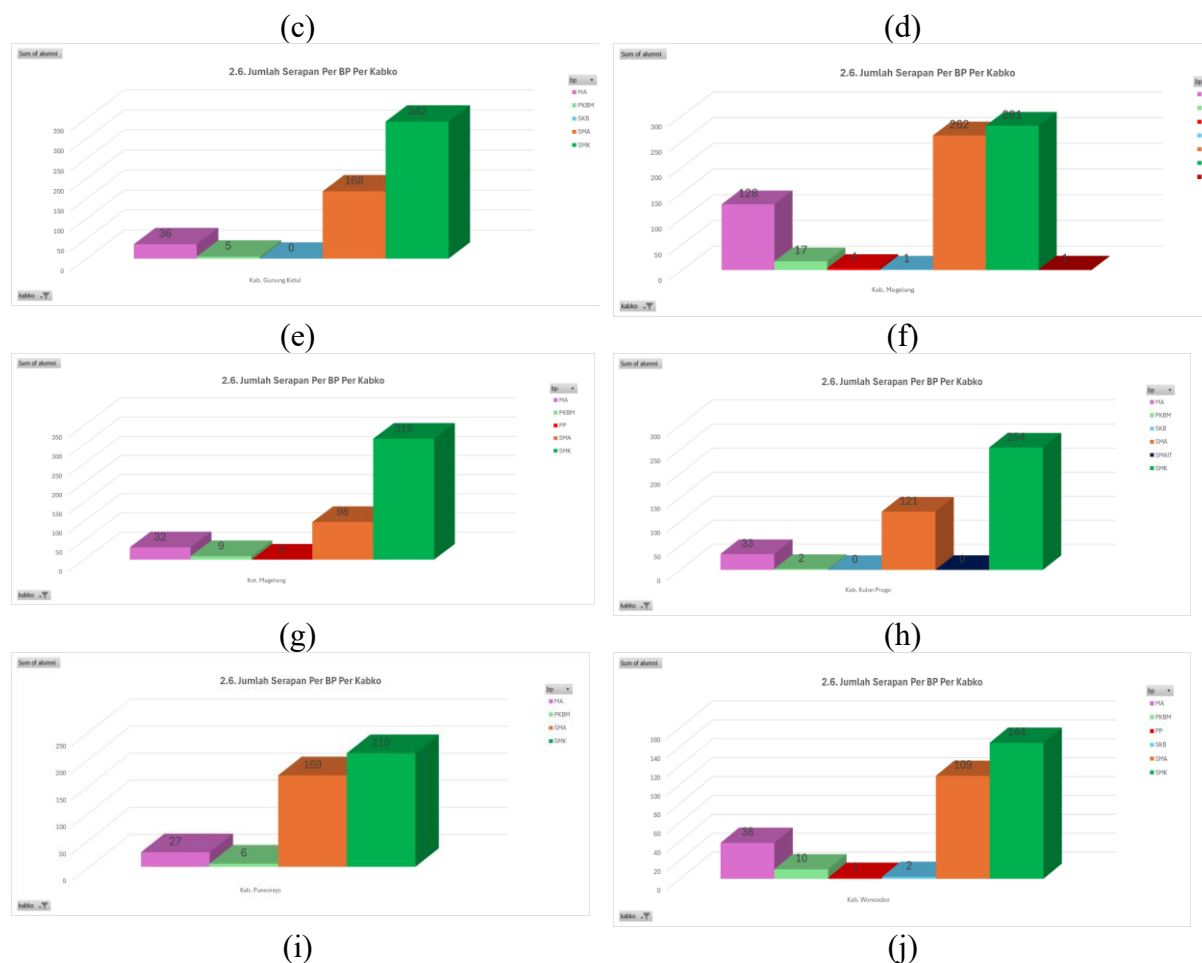 (c)
(d)
Sum of alumni
2.6. Jumlah Serapan Per BP Per Kabko
bp
MA
PKBM
SKB
SMA
SMK
350
300
250
200
150
100
50
0
36
5
0
168
342
Kab. Gunung Kidul
kabko
Sum of alumni
2.6. Jumlah Serapan Per BP Per Kabko
bp
300
250
200
150
100
50
0
128
17
1
262
281
Kab. Magelang
kabko
(e)
(f)
Sum of alumni
2.6. Jumlah Serapan Per BP Per Kabko
bp
MA
PKBM
PP
SMA
SMK
350
300
250
200
150
100
50
0
32
9
98
315
Kot. Magelang
kabko
Sum of alumni
2.6. Jumlah Serapan Per BP Per Kabko
bp
MA
PKBM
SKB
SMA
SMAIT
SMK
300
250
200
150
100
50
0
33
2
0
121
0
254
Kab. Kulon Progo
kabko
(g)
(h)
Sum of alumni
2.6. Jumlah Serapan Per BP Per Kabko
bp
MA
PKBM
SMA
SMK
250
200
150
100
50
0
27
6
169
210
Kab. Purworejo
kabko
Sum of alumni
2.6. Jumlah Serapan Per BP Per Kabko
bp
MA
PKBM
PP
SKB
SMA
SMK
160
140
120
100
80
60
40
20
0
38
10
2
109
144
Kab. Wonosobo
kabko
(i)
(j)